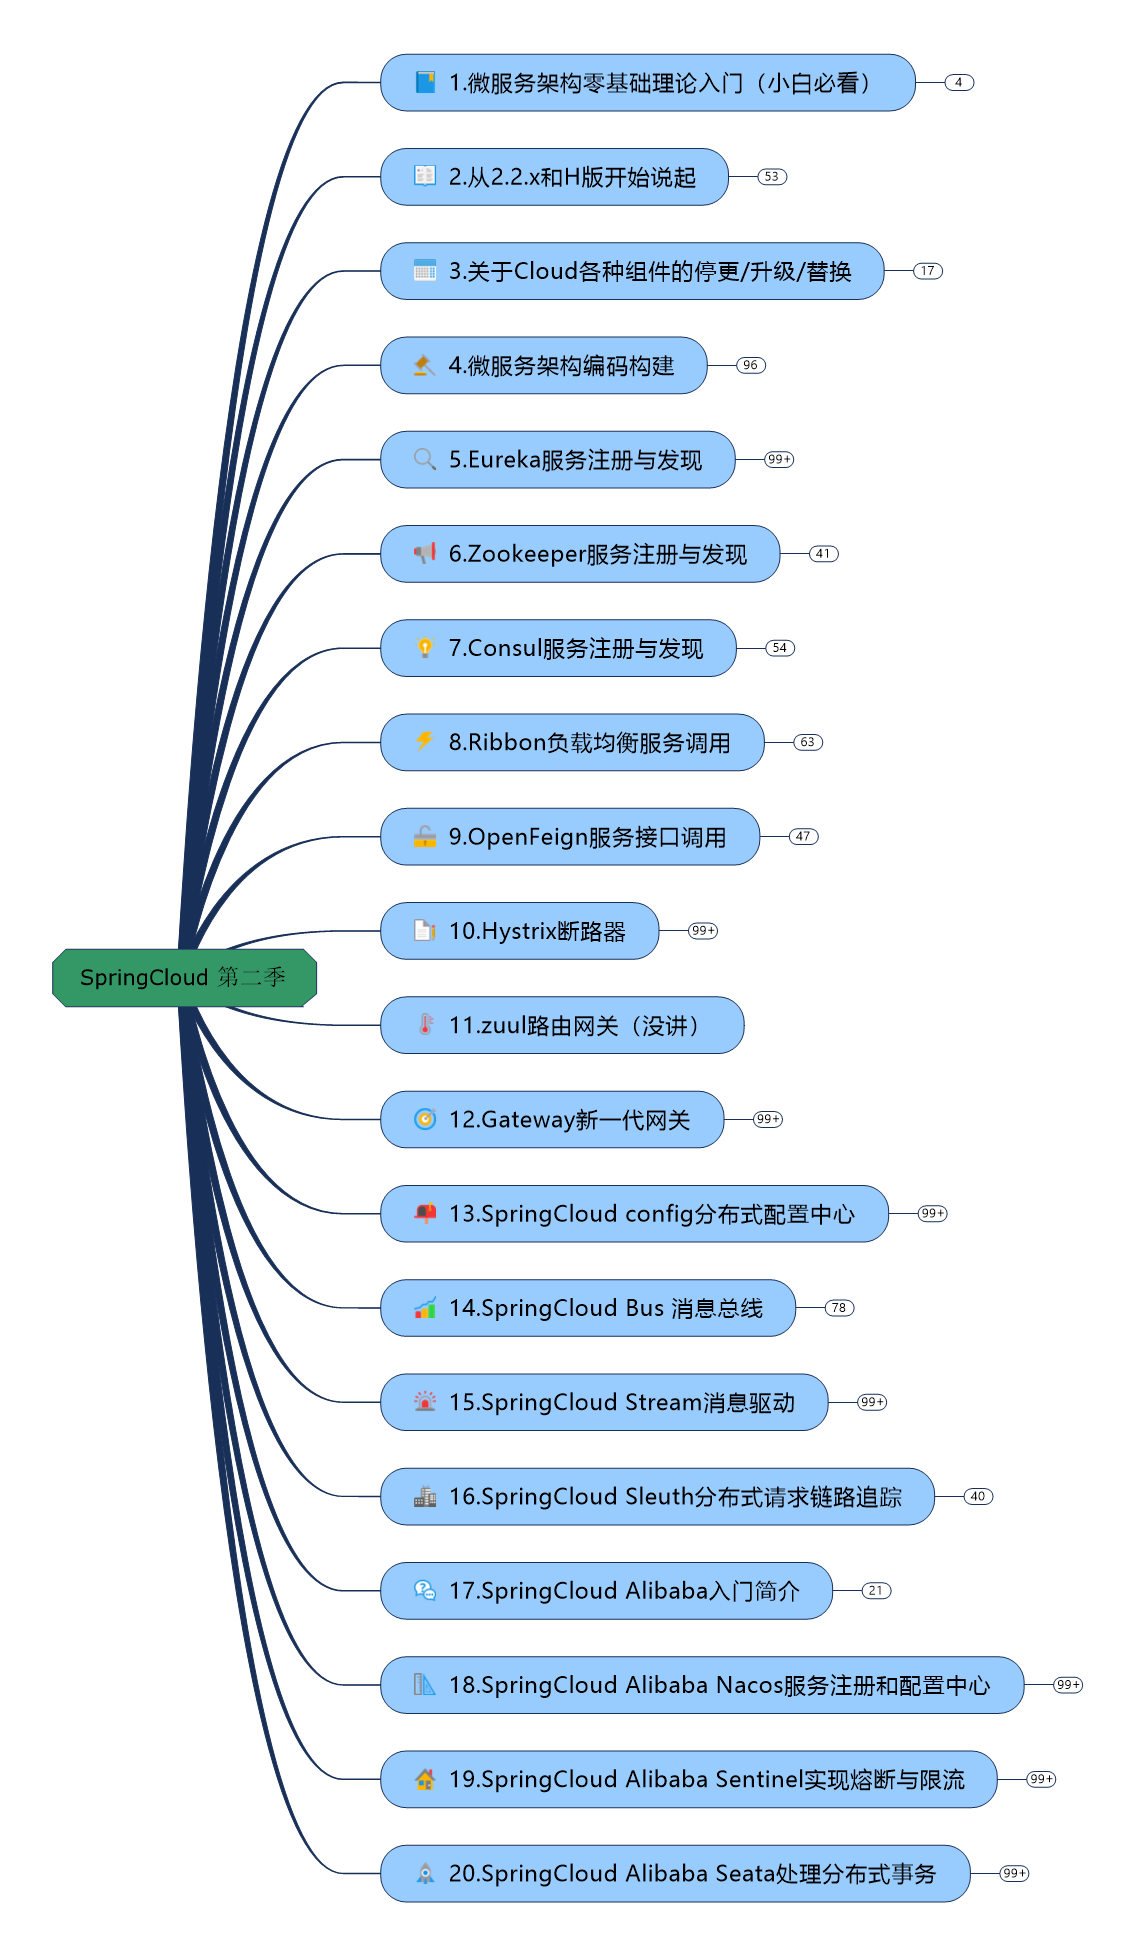 1.微服务架构零基础理论入门（小白必看）
4
2.从2.2.x和H版开始说起
53
3.关于Cloud各种组件的停更/升级/替换
17
4.微服务架构编码构建
96
5.Eureka服务注册与发现
99+
6.Zookeeper服务注册与发现
41
7.Consul服务注册与发现
54
8.Ribbon负载均衡服务调用
63
9.OpenFeign服务接口调用
47
10.Hystrix断路器
99+
SpringCloud 第二季
11.zuul路由网关（没讲）
12.Gateway新一代网关
99+
13.SpringCloud config分布式配置中心
99+
14.SpringCloud Bus 消息总线
78
15.SpringCloud Stream消息驱动
99+
16.SpringCloud Sleuth分布式请求链路追踪
40
17.SpringCloud Alibaba入门简介
21
18.SpringCloud Alibaba Nacos服务注册和配置中心
99+
19.SpringCloud Alibaba Sentinel实现熔断与限流
99+
20.SpringCloud Alibaba Seata处理分布式事务
99+